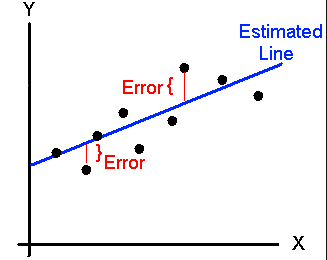 Y
Estimated
Line
Error {
} Error
X